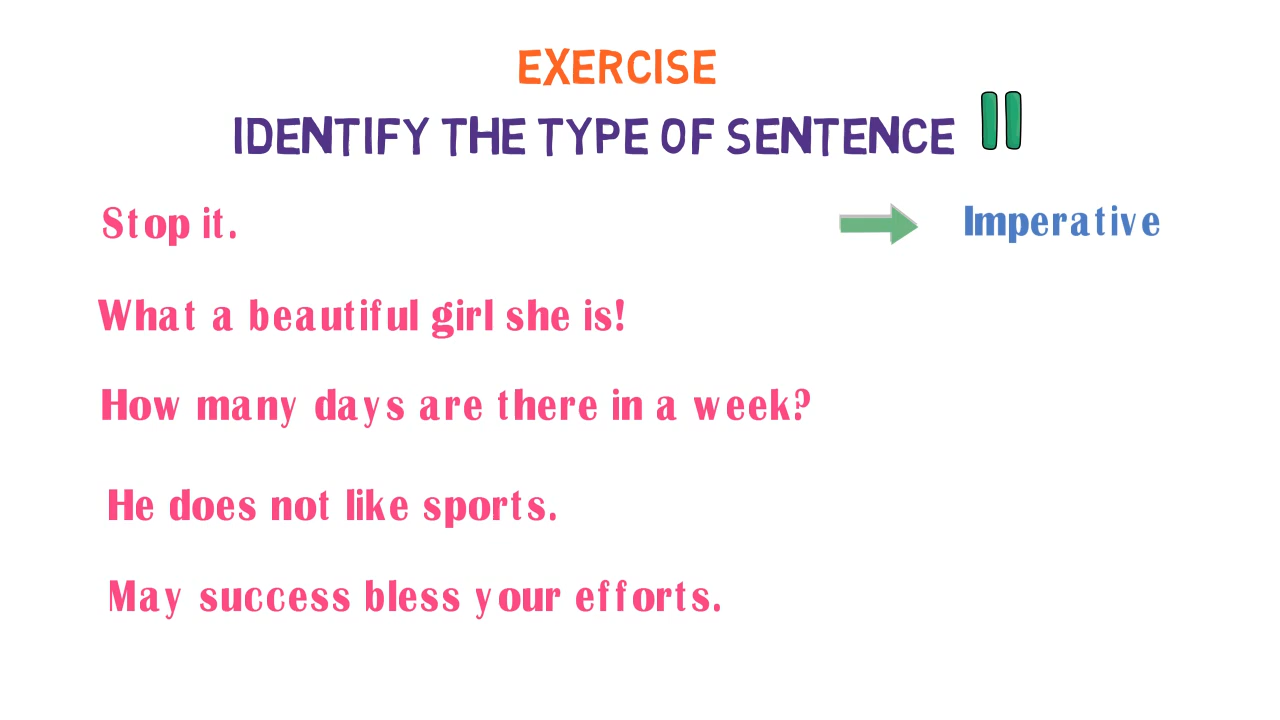 EXERCISE
IDENTIFY THE TYPE OF SENTENCE
Stop it. Imperative
What a beautiful girl she is!
How many days are there in a week?
He does not like sports.
May success bless your efforts.